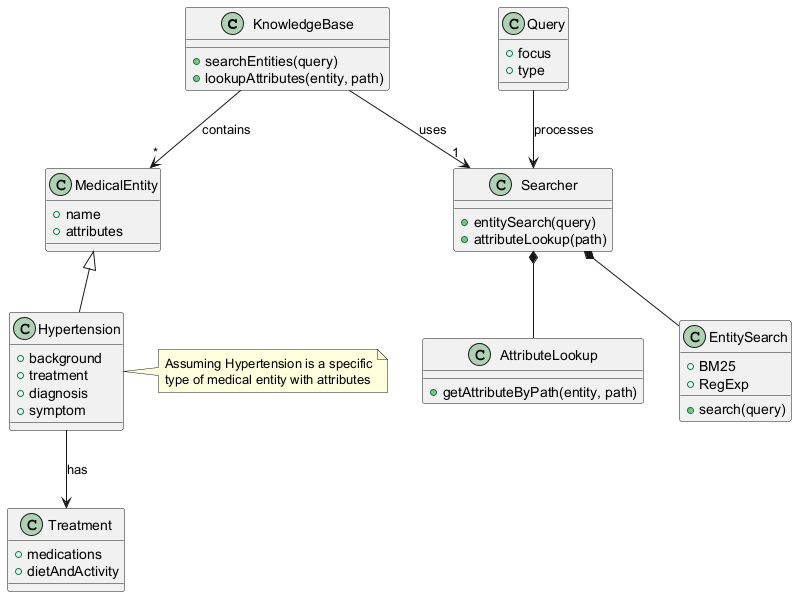 C KnowledgeBase
searchEntities(query)
lookupAttributes(entity, path)
C Query
focus
type
contains
uses
processes
*
1
C MedicalEntity
name
attributes
C Searcher
entitySearch(query)
attributeLookup(path)
C Hypertension
background
treatment
diagnosis
symptom
Assuming Hypertension is a specific
type of medical entity with attributes
C AttributeLookup
getAttributeByPath(entity, path)
C EntitySearch
BM25
RegExp
search(query)
has
C Treatment
medications
dietAndActivity